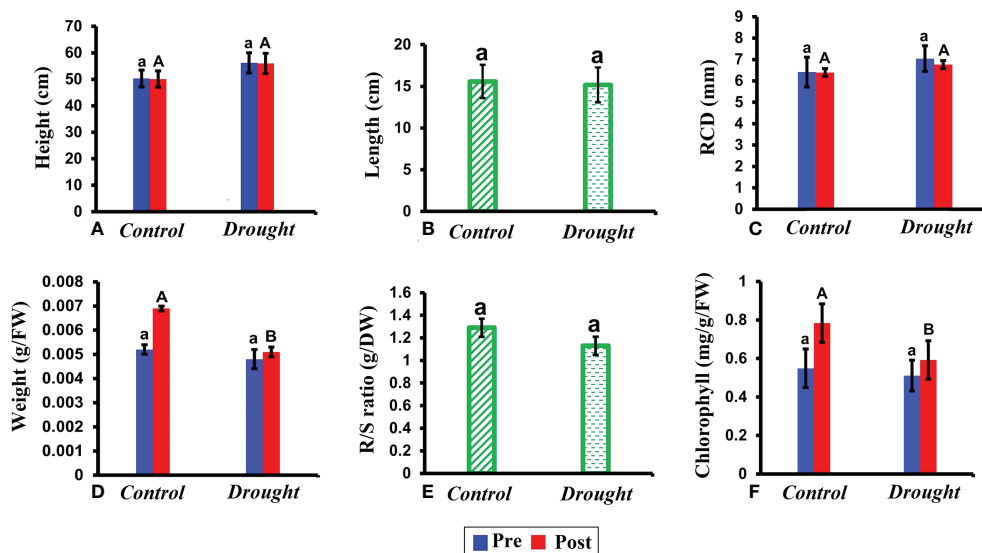 Height (cm)
70
60
50
40
30
20
10
0
a A
a A
A
Control Drought
Length (cm)
20
15
10
5
0
a
a
B
Control Drought
RCD (mm)
9
8
7
6
5
4
3
2
1
0
a A
a A
C
Control Drought
Weight (g/FW)
0.008
0.007
0.006
0.005
0.004
0.003
0.002
0.001
0
a A
a B
D
Control Drought
R/S ratio (g/DW)
1.6
1.4
1.2
1
0.8
0.6
0.4
0.2
0
a
a
E
Control Drought
Chlorophyll (mg/g/FW)
1
0.8
0.6
0.4
0.2
0
a A
a B
F
Control Drought
Pre Post